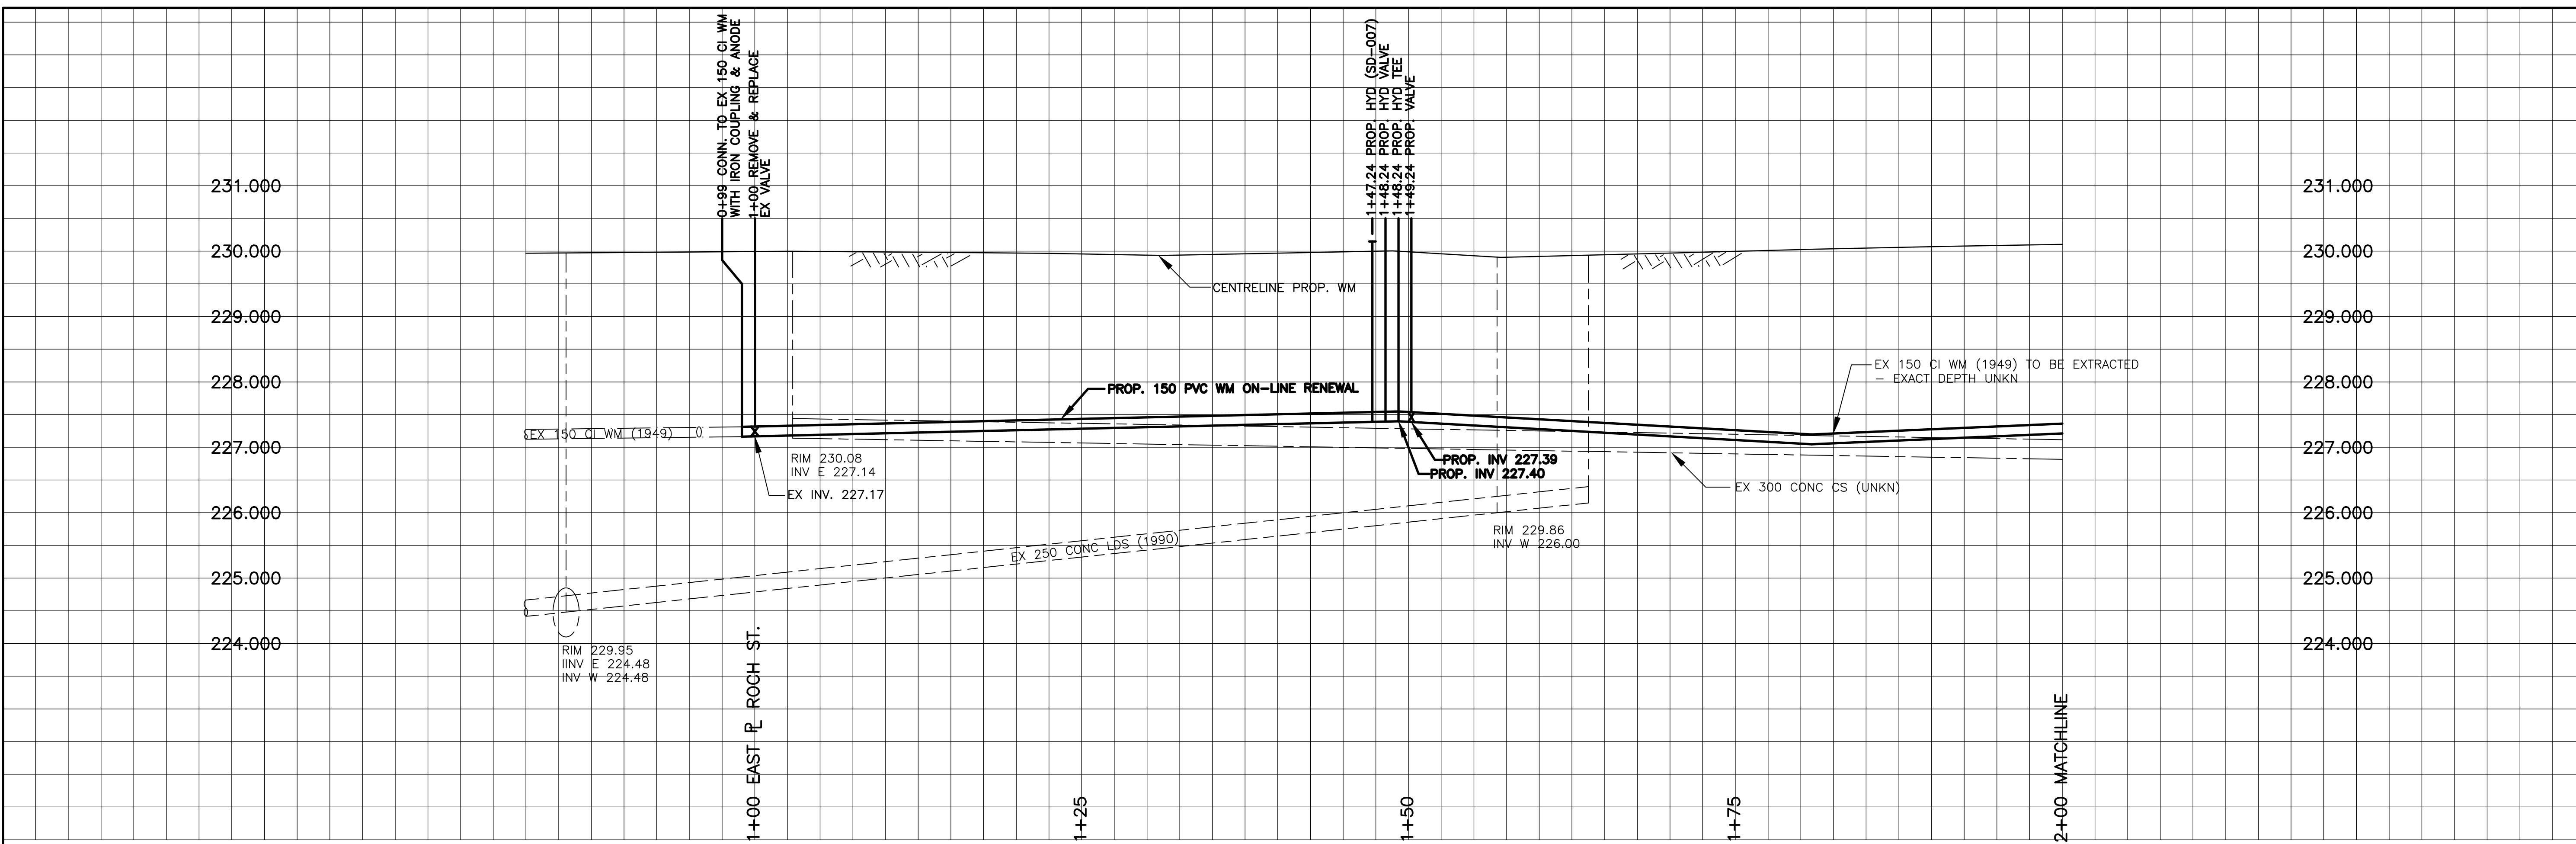 0+99 CONN. TO EX 150 CI WM
WITH IRON COUPLING & ANODE
1+00 REMOVE & REPLACE
EX VALVE
1+47.24 PROP. HYD (SD-007)
1+48.24 PROP. HYD VALVE
1+48.24 PROP. HYD TEE
1+49.24 PROP. VALVE
231.000
231.000
230.000
230.000
CENTRELINE PROP. WM
229.000
229.000
EX 150 CI WM (1949) TO BE EXTRACTED
- EXACT DEPTH UNKN
228.000
228.000
PROP. 150 PVC WM ON-LINE RENEWAL
EX 150 CI WM (1949)
227.000
227.000
RIM 230.08
INV E 227.14
EX INV. 227.17
PROP. INV 227.39
PROP. INV 227.40
EX 300 CONC CS (UNKN)
226.000
226.000
RIM 229.86
INV W 226.00
EX 250 CONC LDS (1990)
225.000
225.000
224.000
224.000
RIM 229.95
IINV E 224.48
INV W 224.48
1+00 EAST PL ROCH ST.
1+25
1+50
1+75
2+00 MATCHLINE